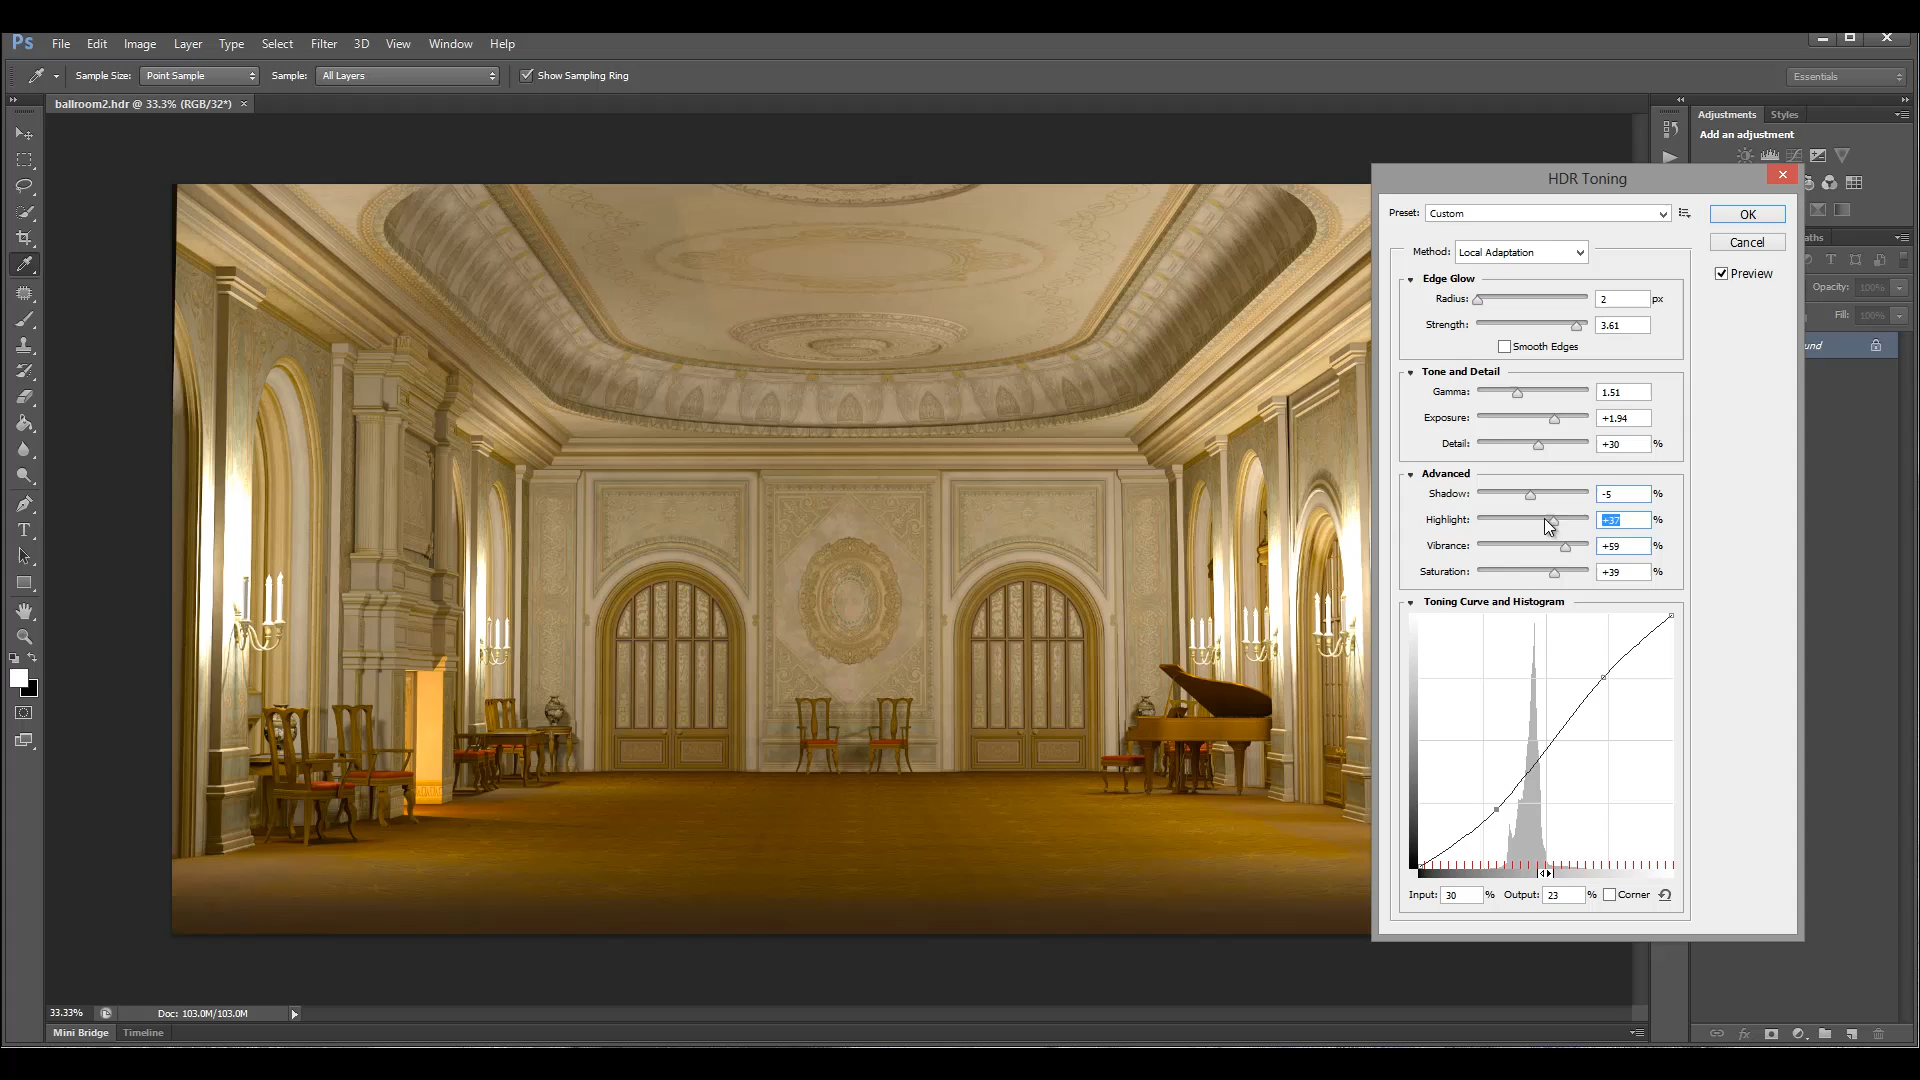 Ps File Edit Image Layer Type Select Filter 3D View Window Help
Sample Size: Point Sample Sample: All Layers Show Sampling Ring Essentials
ballroom2.hdr @ 33.3% (RGB/32*) ×
Adjustments Styles
Add an adjustment
HDR Toning
Preset: Custom OK
Method: Local Adaptation Cancel
Preview
Edge Glow
Radius: 2 px
Strength: 3.61
Smooth Edges
Tone and Detail
Gamma: 1.51
Exposure: +1.94
Detail: +30 %
Advanced
Shadow: -5 %
Highlight: +37 %
Vibrance: +59 %
Saturation: +39 %
Toning Curve and Histogram
Input: 30 % Output: 23 % Corner
aths
Opacity: 100%
Fill: 100%
und
T
33.33% Doc: 103.0M/103.0M
Mini Bridge Timeline
fx